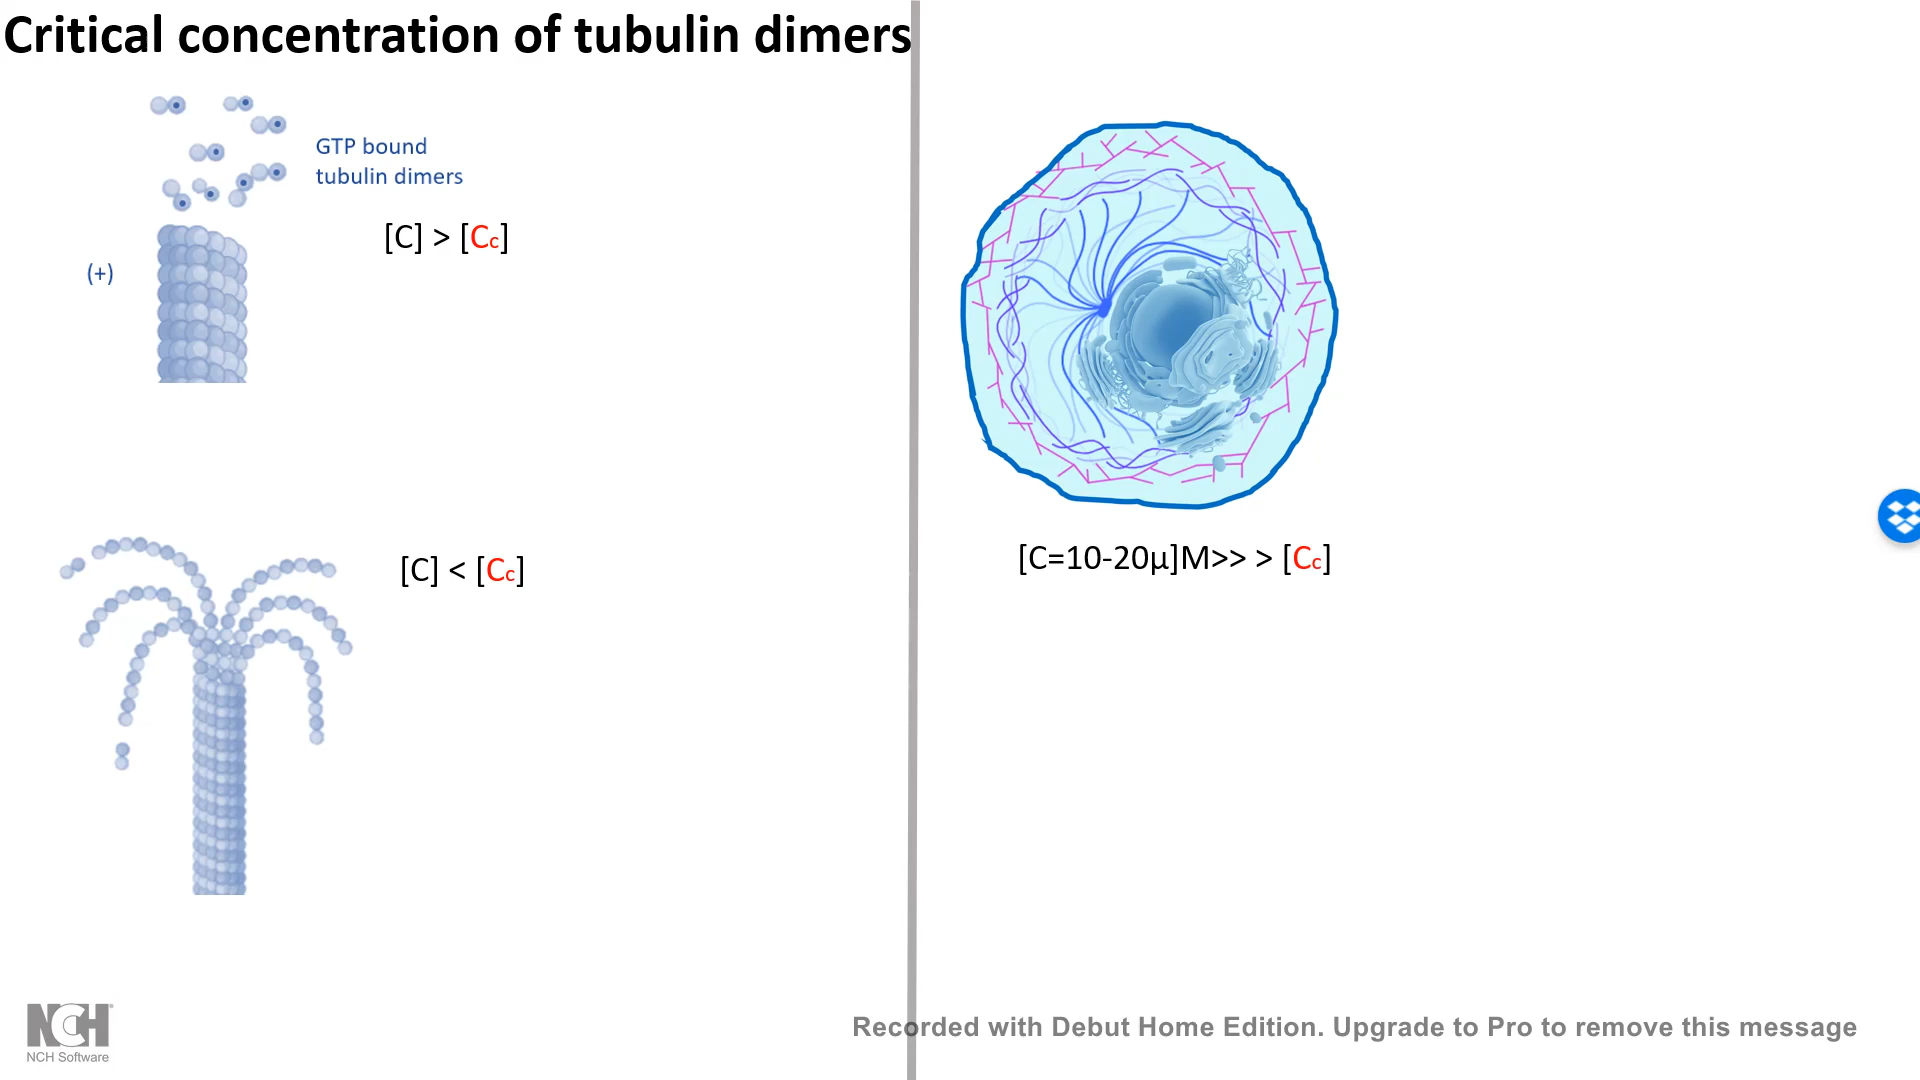 Critical concentration of tubulin dimers
GTP bound
tubulin dimers
[C] > [Cc]
(+)
[C] < [Cc]
[C=10-20μ]M>> > [Cc]
NCH
NCH Software
Recorded with Debut Home Edition. Upgrade to Pro to remove this message